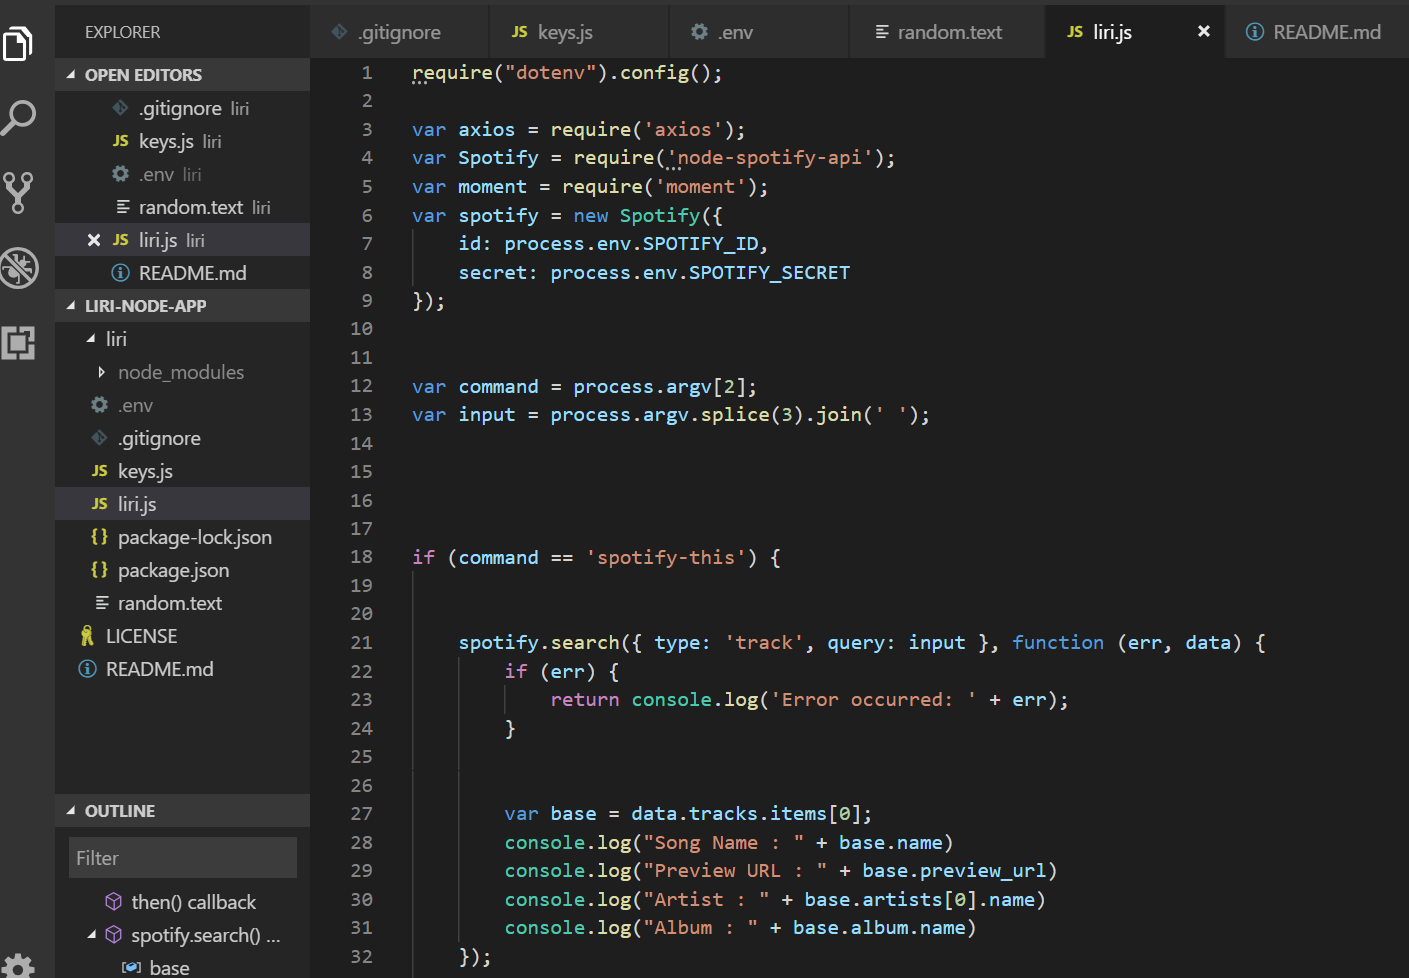 EXPLORER
OPEN EDITORS
.gitignore liri
JS keys.js liri
.env liri
random.text liri
JS liri.js liri
README.md
LIRI-NODE-APP
liri
node_modules
.env
.gitignore
JS keys.js
JS liri.js
{} package-lock.json
{} package.json
random.text
LICENSE
README.md
OUTLINE
Filter
then() callback
spotify.search() ...
base
.gitignore
JS keys.js
.env
random.text
JS liri.js
README.md
1 require("dotenv").config();
2
3 var axios = require('axios');
4 var Spotify = require('node-spotify-api');
5 var moment = require('moment');
6 var spotify = new Spotify({
7     id: process.env.SPOTIFY_ID,
8     secret: process.env.SPOTIFY_SECRET
9 });
10
11
12 var command = process.argv[2];
13 var input = process.argv.splice(3).join(' ');
14
15
16
17
18 if (command == 'spotify-this') {
19
20
21     spotify.search({ type: 'track', query: input }, function (err, data) {
22         if (err) {
23             return console.log('Error occurred: ' + err);
24         }
25
26
27         var base = data.tracks.items[0];
28         console.log("Song Name : " + base.name)
29         console.log("Preview URL : " + base.preview_url)
30         console.log("Artist : " + base.artists[0].name)
31         console.log("Album : " + base.album.name)
32     });